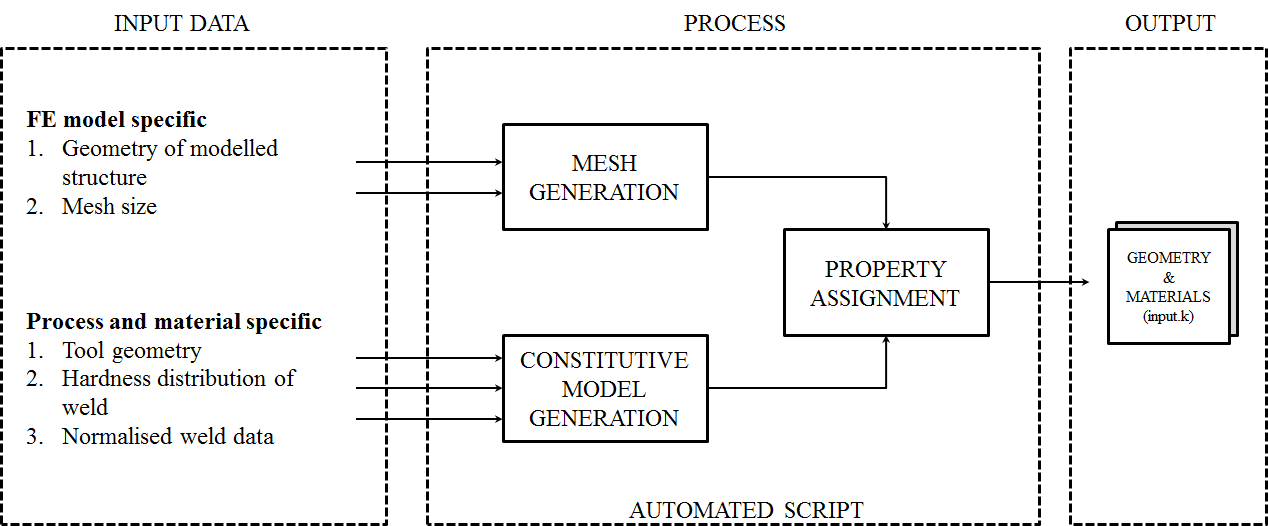 INPUT DATA
PROCESS
OUTPUT
FE model specific
1. Geometry of modelled
structure
2. Mesh size
MESH
GENERATION
PROPERTY
ASSIGNMENT
GEOMETRY
&
MATERIALS
(input.k)
Process and material specific
1. Tool geometry
2. Hardness distribution of
weld
3. Normalised weld data
CONSTITUTIVE
MODEL
GENERATION
AUTOMATED SCRIPT